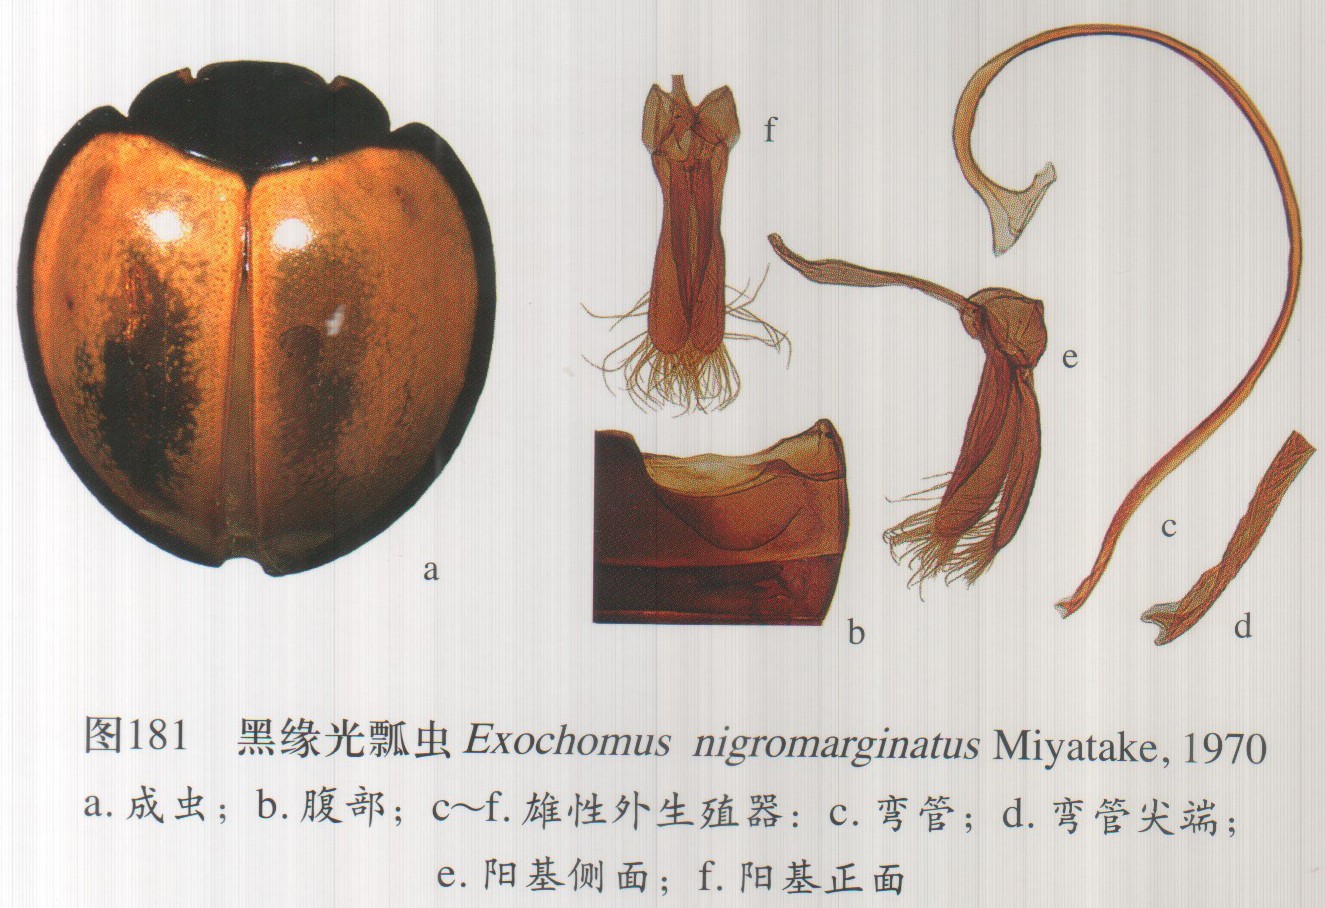 f
e
c
a
b
d
图181 黑缘光瓢虫 Exochomus nigromarginatus Miyatake, 1970
a. 成虫；b. 腹部；c～f. 雄性外生殖器：c. 弯管；d. 弯管尖端；
e. 阳基侧面；f. 阳基正面